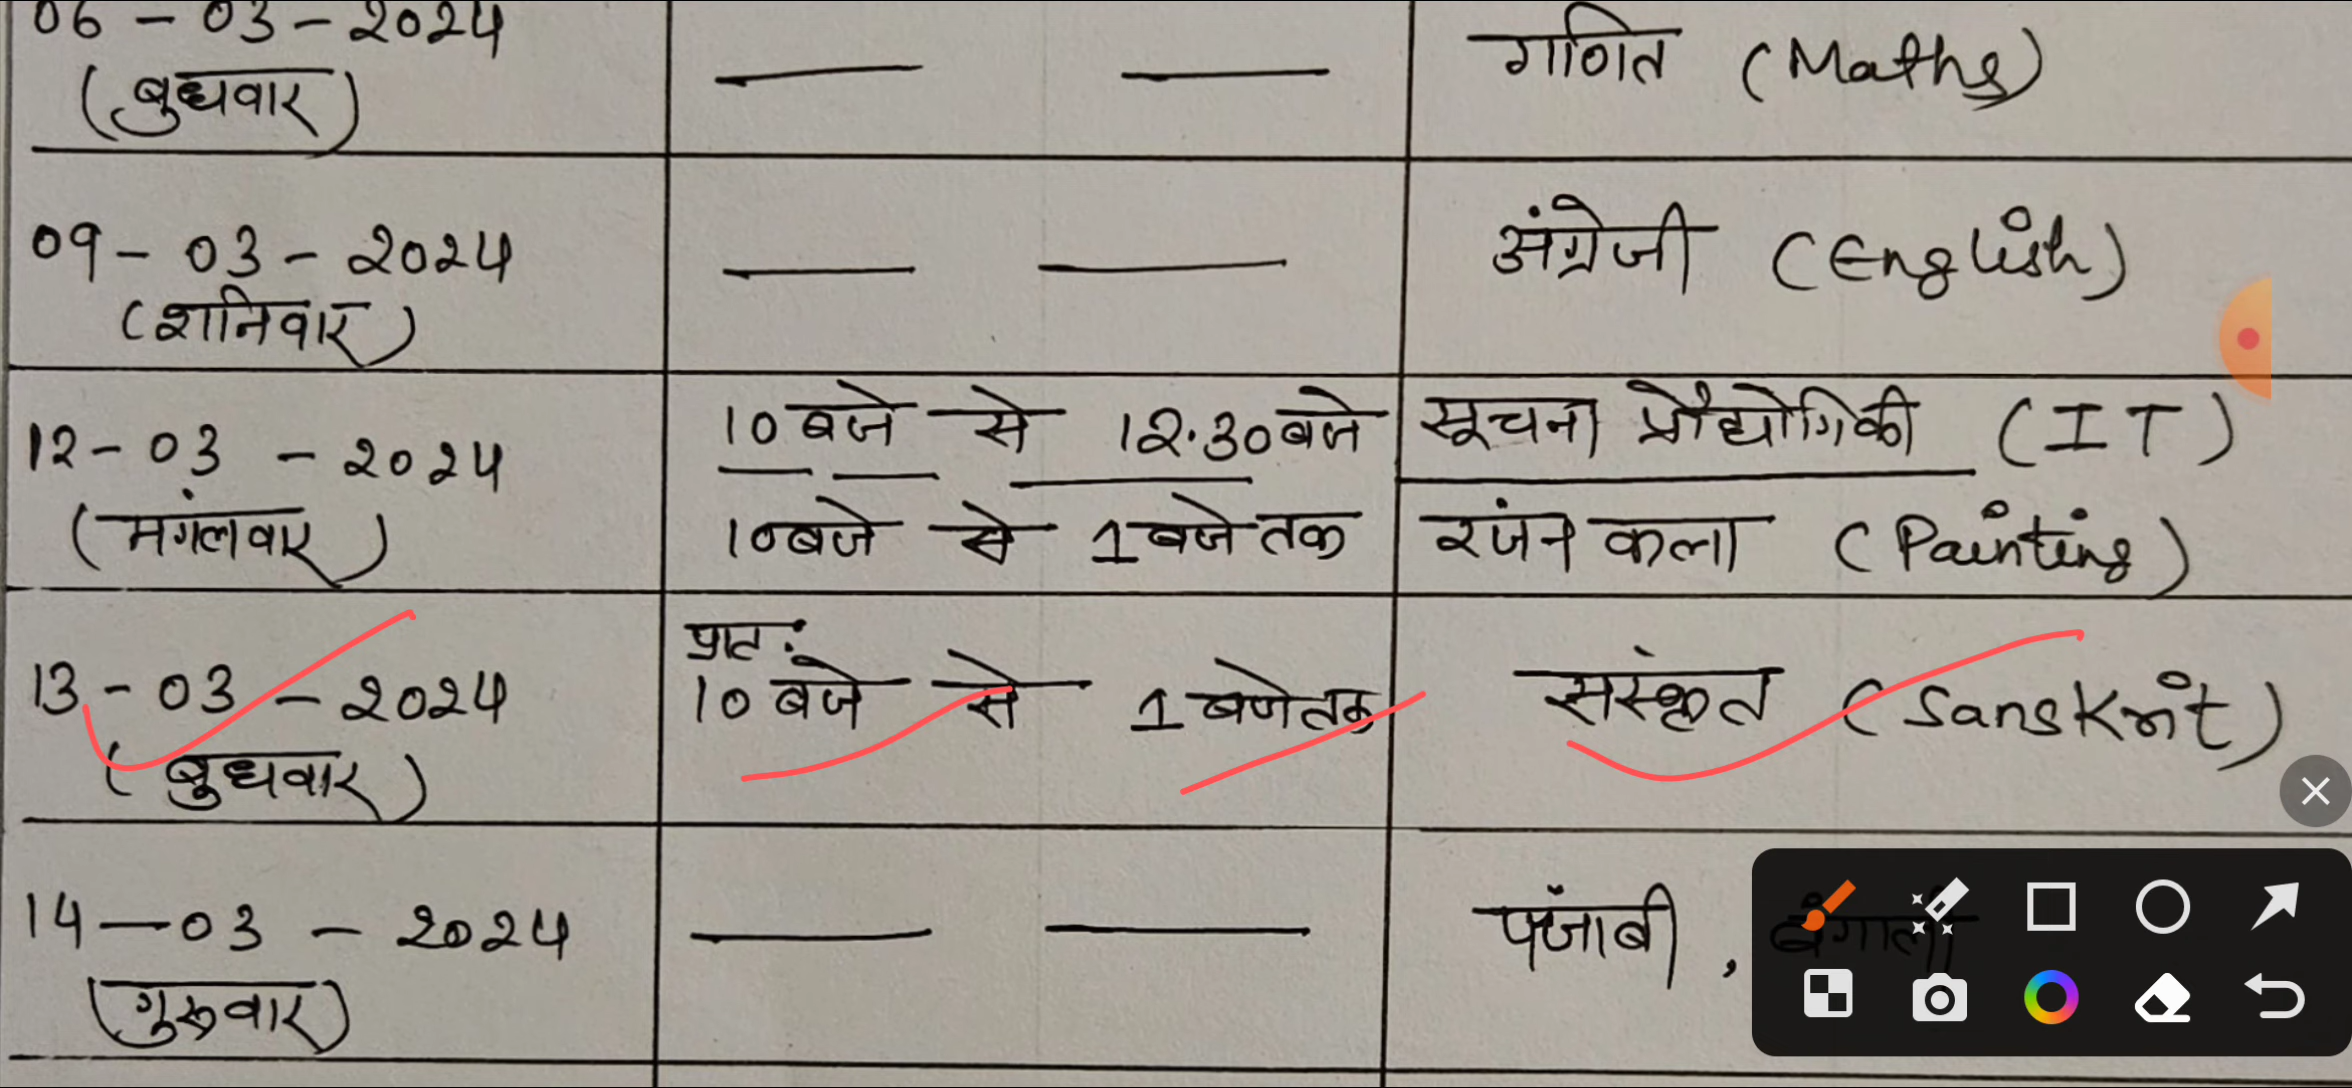 06 - 03 - 2024
(बुधवार)
गणित (Maths)
09 - 03 - 2024
(शनिवार)
अंग्रेजी (English)
12 - 03 - 2024
(मंगलवार)
10 बजे से 12.30 बजे
सूचना प्रौद्योगिकी (IT)
10 बजे से 1 बजे तक
रंजन कला (Painting)
13 - 03 - 2024
(बुधवार)
प्रात:
10 बजे से 1 बजे तक
संस्कृत (Sanskrit)
14 - 03 - 2024
(गुरुवार)
पंजाबी, बंगाली